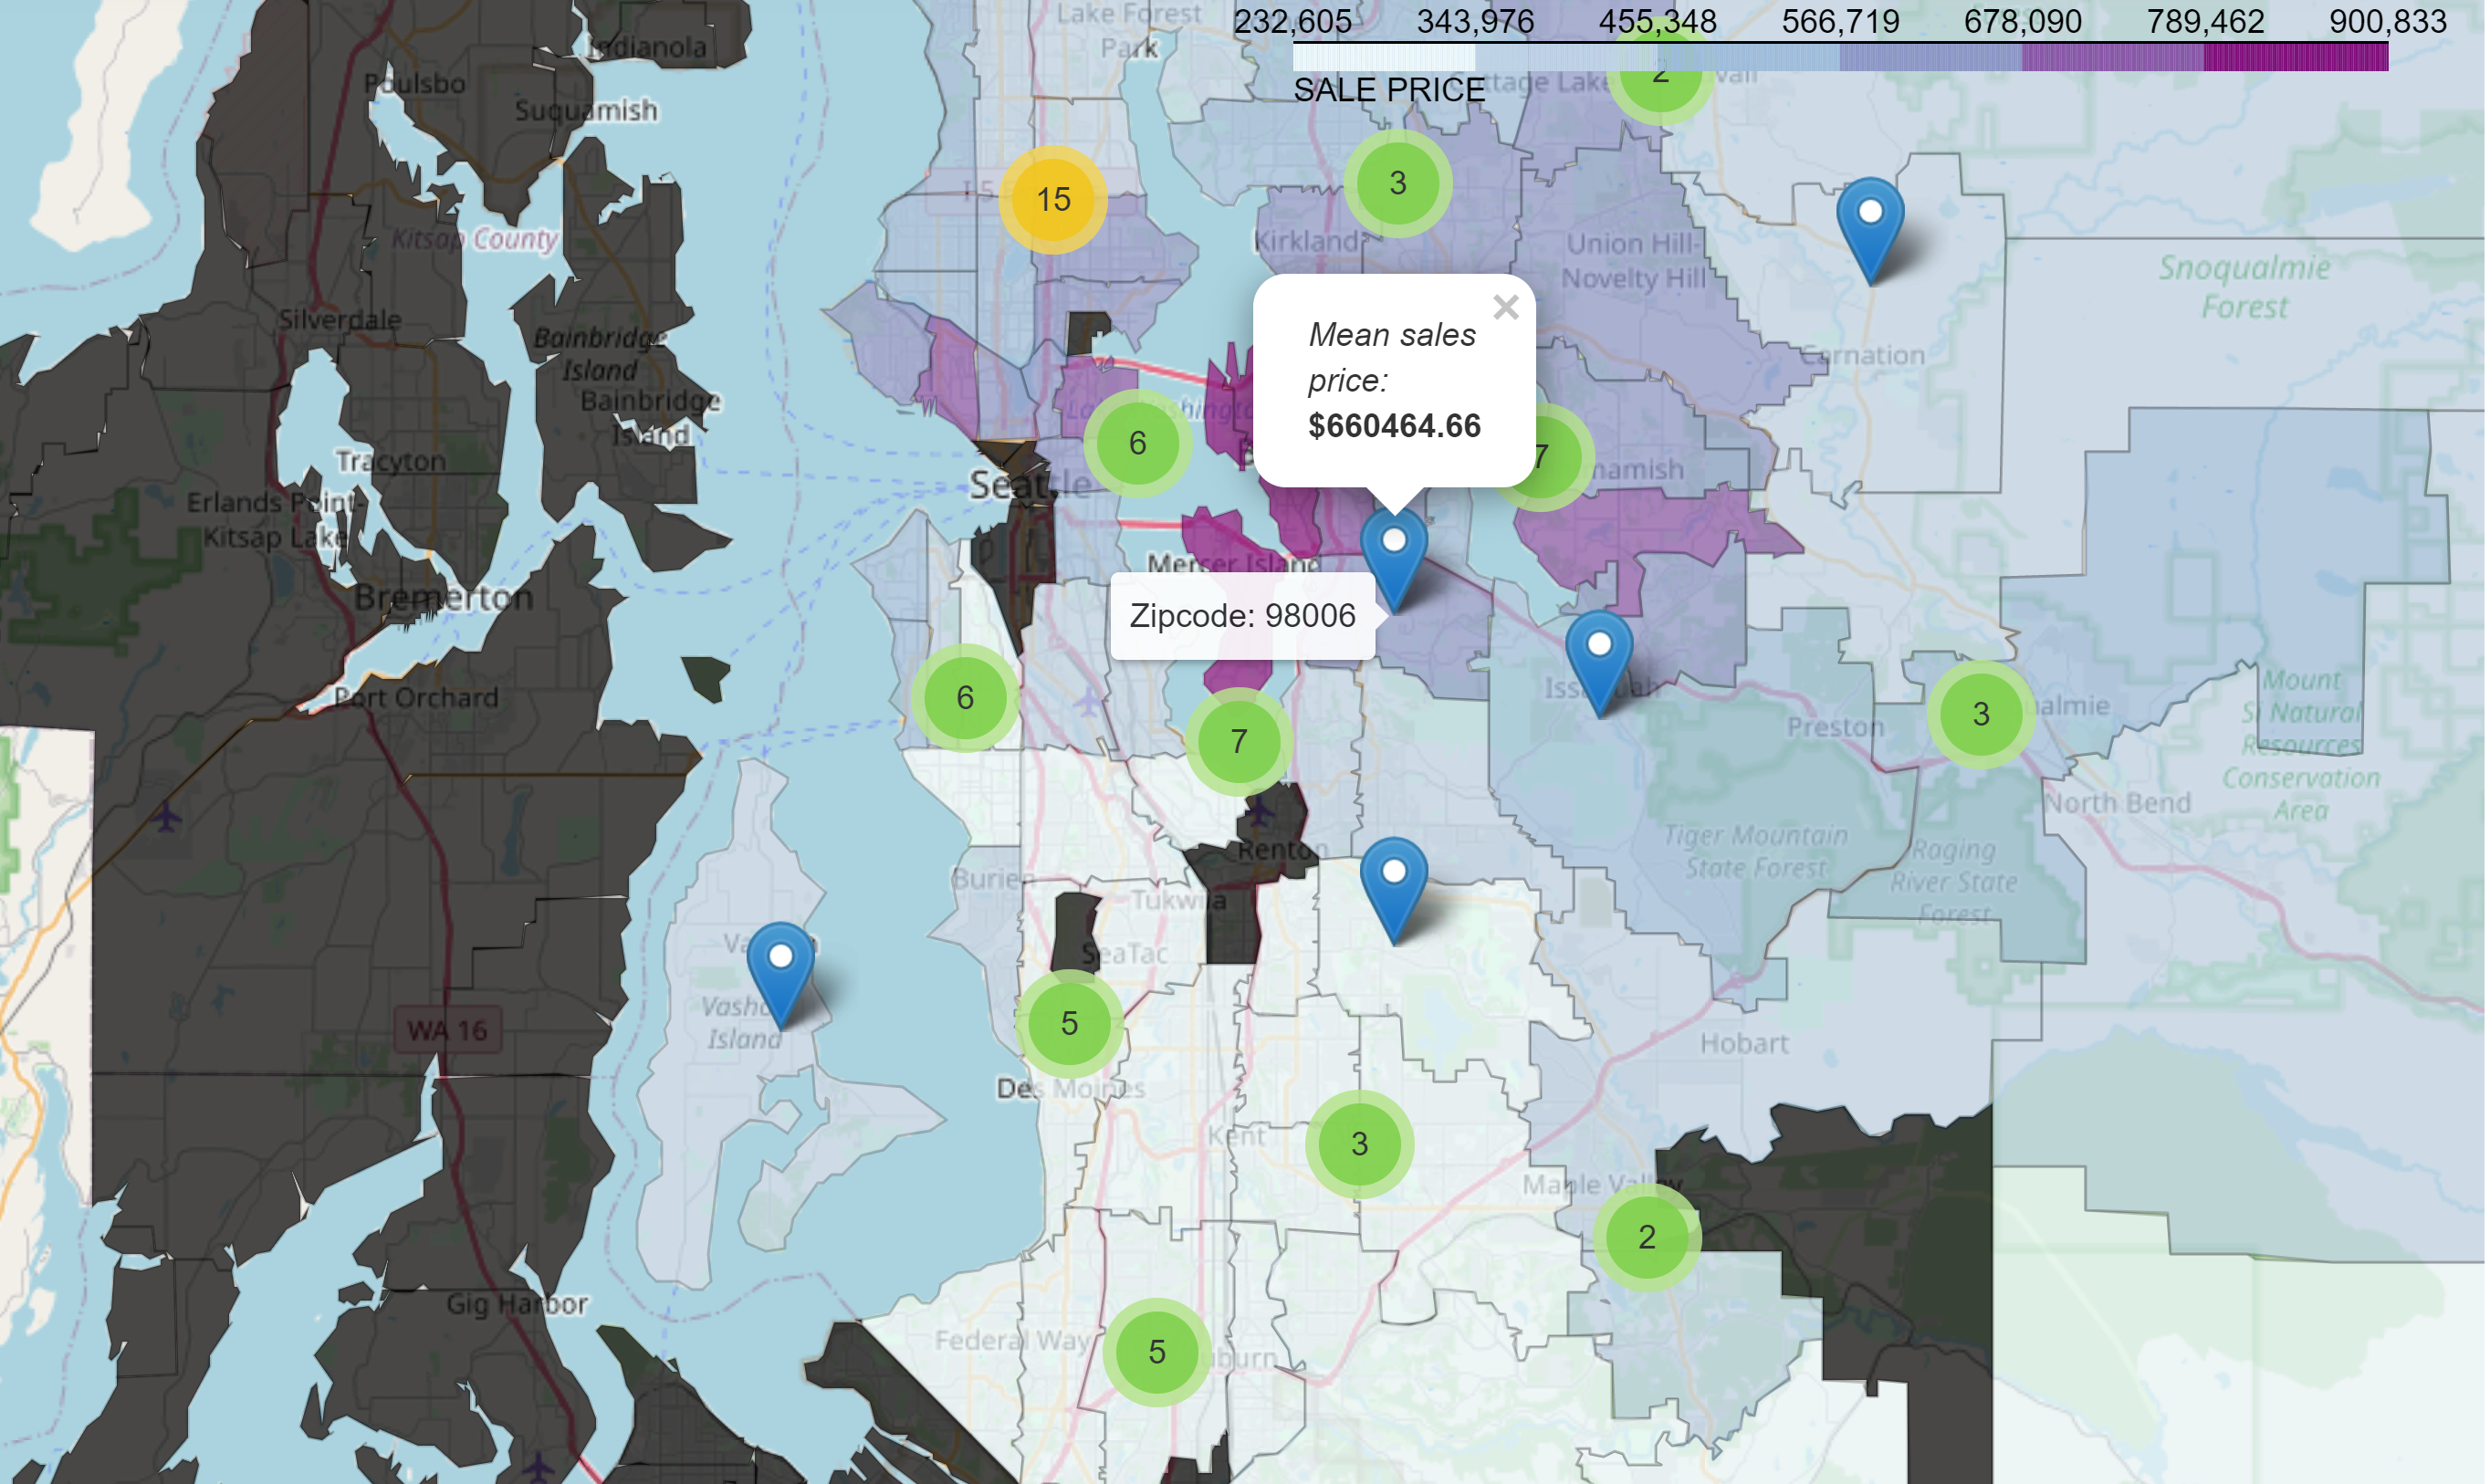 Lake Forest
Park
232,605 343,976 455,348 566,719 678,090 789,462 900,833
SALE PRICE
Cottage Lake
2
Indianola
Poulsbo
Suquamish
15
3
Kitsap County
Kirkland
Union Hill-
Novelty Hill
Snoqualmie
Forest
Silverdale
Bainbridge
Island
Bainbridge
Island
×
Mean sales
price:
$660464.66
Carnation
Lake Washington
6
7
Tracyton
Seattle
Erlands Point-
Kitsap Lake
Mercer Island
Bremerton
Zipcode: 98006
Port Orchard
6
7
Issaquah
Preston
3
Mount
Si Natural
Resources
Conservation
Area
North Bend
Tiger Mountain
State Forest
Raging
River State
Forest
Renton
Burien
Tukwila
SeaTac
Vashon
Island
WA 16
5
Hobart
Des Moines
Kent
3
Maple Valley
2
Gig Harbor
Federal Way
5